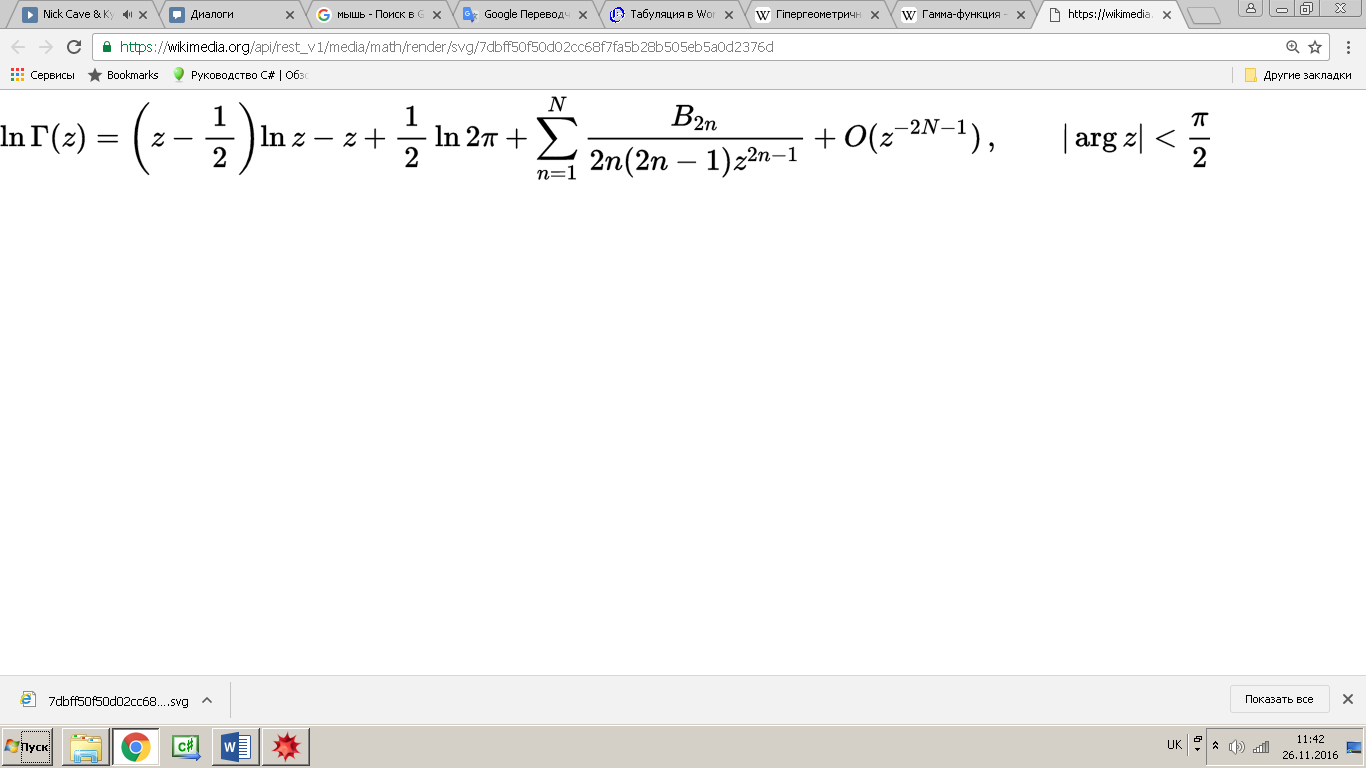 Nick Cave & Ky
Диалоги
мышь - Поиск в G
Google Переводч
Табуляция в Wor
Гіпергеометричн
Гамма-функция -
https://wikimedia.
https://wikimedia.org/api/rest_v1/media/math/render/svg/7dbff50f50d02cc68f7fa5b28b505eb5a0d2376d
Сервисы Bookmarks Руководство C# | Обзо Другие закладки
ln Γ(z) = (z − 1/2) ln z − z + 1/2 ln 2π + ∑_{n=1}^{N} B_{2n} / (2n(2n − 1)z^{2n−1}) + O(z^{−2N−1}), |arg z| < π/2
7dbff50f50d02cc68....svg Показать все
Пуск C# W UK 11:42
26.11.2016